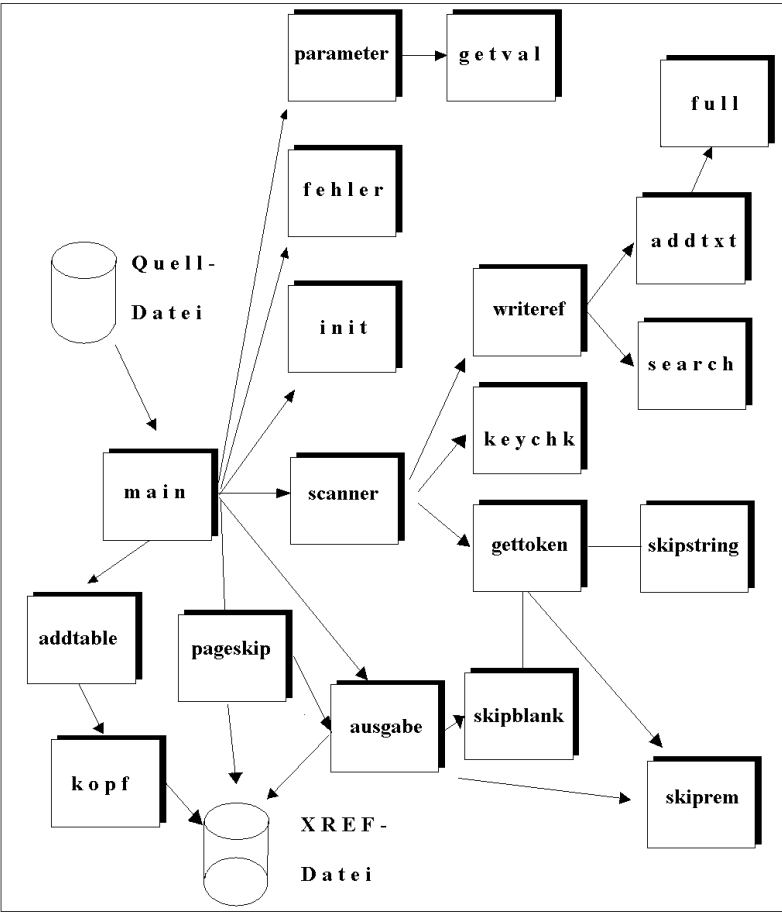 parameter
getval
full
fehler
addtxt
Quell-
Datei
init
writeref
search
keychk
main
scanner
gettoken
skipstring
addtable
pageskip
ausgabe
skipblank
kopf
skiprem
XREF-
Datei